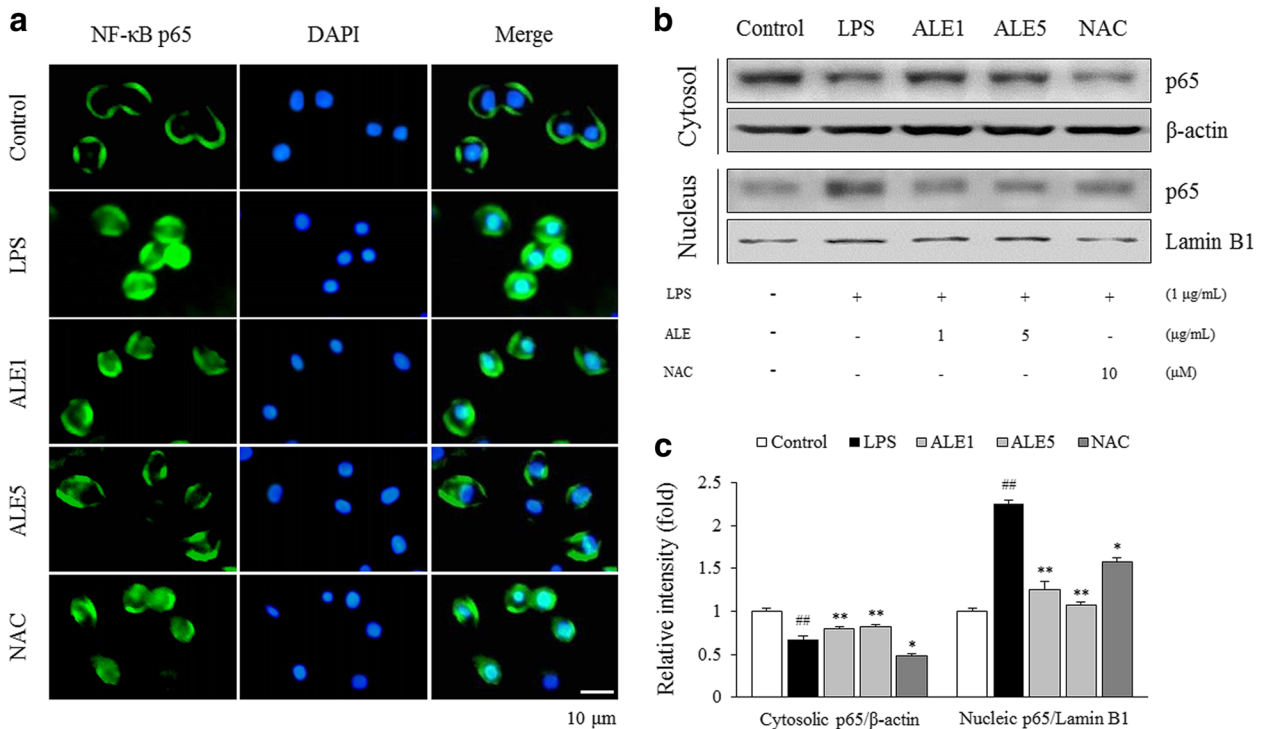 a
NF-κB p65 DAPI Merge
Control
LPS
ALE1
ALE5
NAC
10 µm
b
Control LPS ALE1 ALE5 NAC
Cytosol
p65
β-actin
Nucleus
p65
Lamin B1
LPS - + + + + (1 µg/mL)
ALE - - 1 5 - (µg/mL)
NAC - - - - 10 (µM)
c
Control LPS ALE1 ALE5 NAC
Relative intensity (fold)
2.5
2
1.5
1
0.5
0
## ** ** *
## ** ** *
Cytosolic p65/β-actin Nucleic p65/Lamin B1